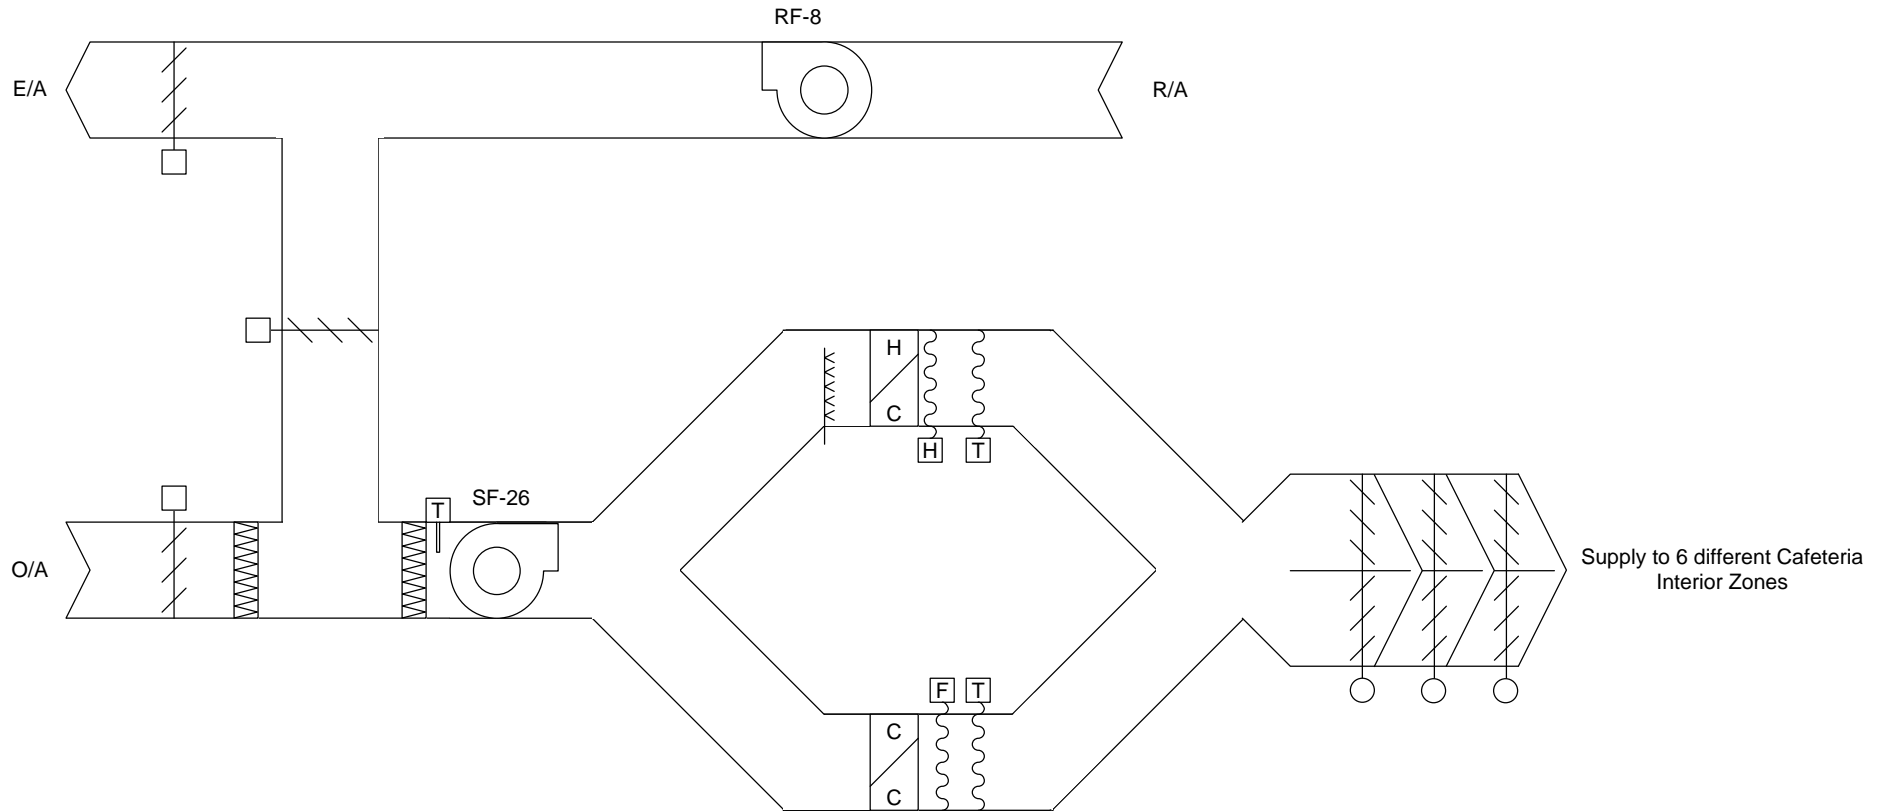 RF-8
E/A
R/A
H
C
H
T
T
SF-26
O/A
Supply to 6 different Cafeteria
Interior Zones
F
T
C
C